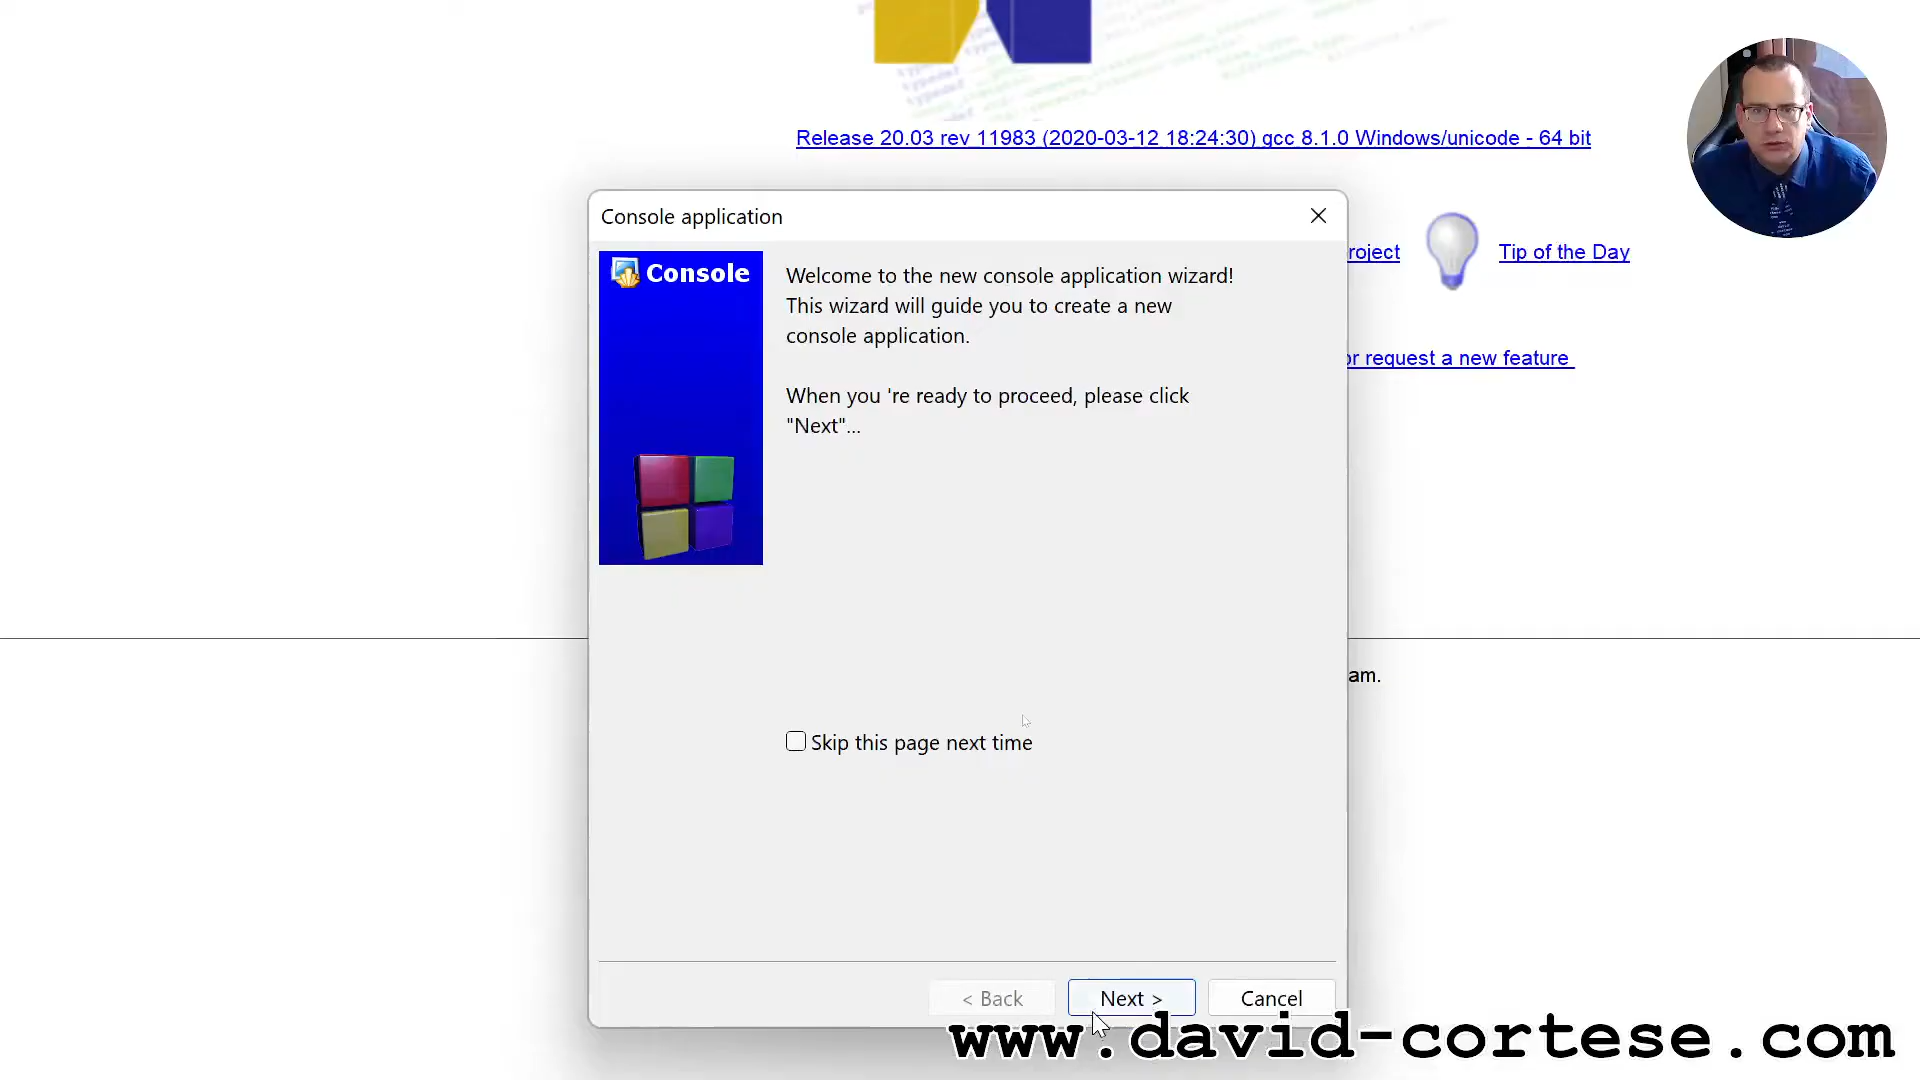 Release 20.03 rev 11983 (2020-03-12 18:24:30) gcc 8.1.0 Windows/unicode - 64 bit
Console application
roject
Tip of the Day
Console
Welcome to the new console application wizard!
This wizard will guide you to create a new
console application.
or request a new feature
When you 're ready to proceed, please click
"Next"...
am.
Skip this page next time
< Back
Next >
Cancel
www.david-cortese.com